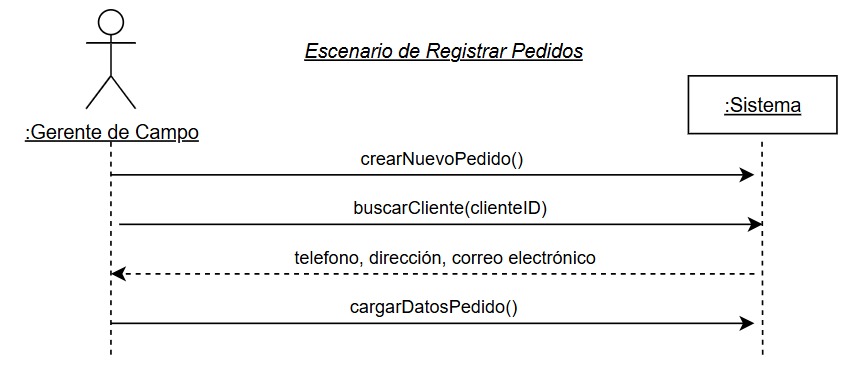 Escenario de Registrar Pedidos
:Gerente de Campo
:Sistema
crearNuevoPedido()
buscarCliente(clienteID)
telefono, dirección, correo electrónico
cargarDatosPedido()